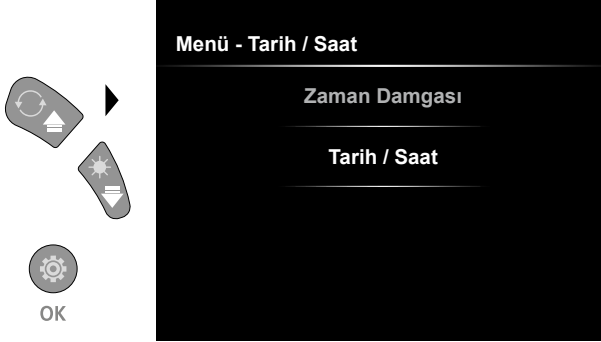 Menü - Tarih / Saat
Zaman Damgası
Tarih / Saat
OK